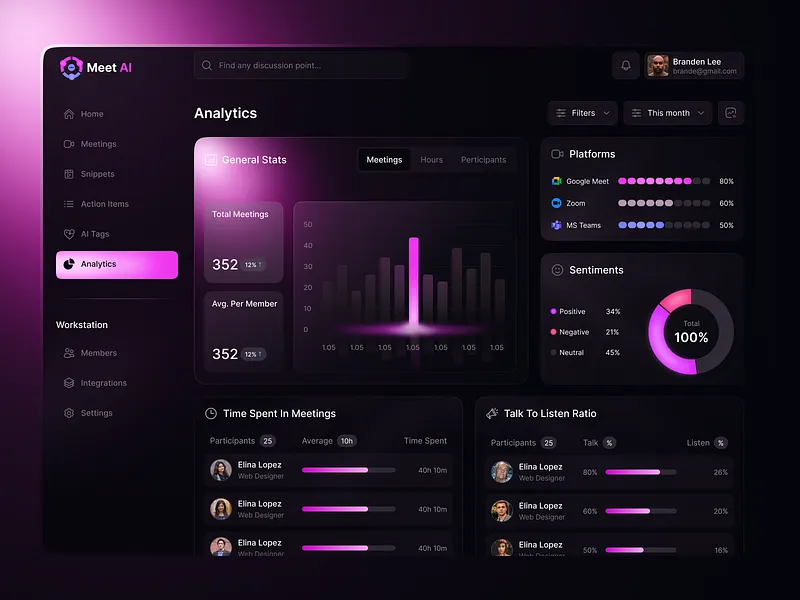 Meet AI
Find any discussion point...
Branden Lee
brande@gmail.com
Home
Meetings
Snippets
Action Items
AI Tags
Analytics
Workstation
Members
Integrations
Settings
Analytics
Filters
This month
General Stats
Meetings
Hours
Perticipants
Total Meetings
352
12% ↑
Avg. Per Member
352
12% ↑
50
40
30
20
10
0
1.05 1.05 1.05 1.05 1.05 1.05 1.05
Platforms
Google Meet 80%
Zoom 60%
MS Teams 50%
Sentiments
Positive 34%
Negative 21%
Neutral 45%
Total
100%
Time Spent In Meetings
Participants 25 Average 10h Time Spent
Elina Lopez
Web Designer
40h 10m
Elina Lopez
Web Designer
40h 10m
Elina Lopez
Web Designer
40h 10m
Talk To Listen Ratio
Participants 25 Talk % Listen %
Elina Lopez
Web Designer
80% 26%
Elina Lopez
Web Designer
60% 20%
Elina Lopez
Web Designer
50% 16%